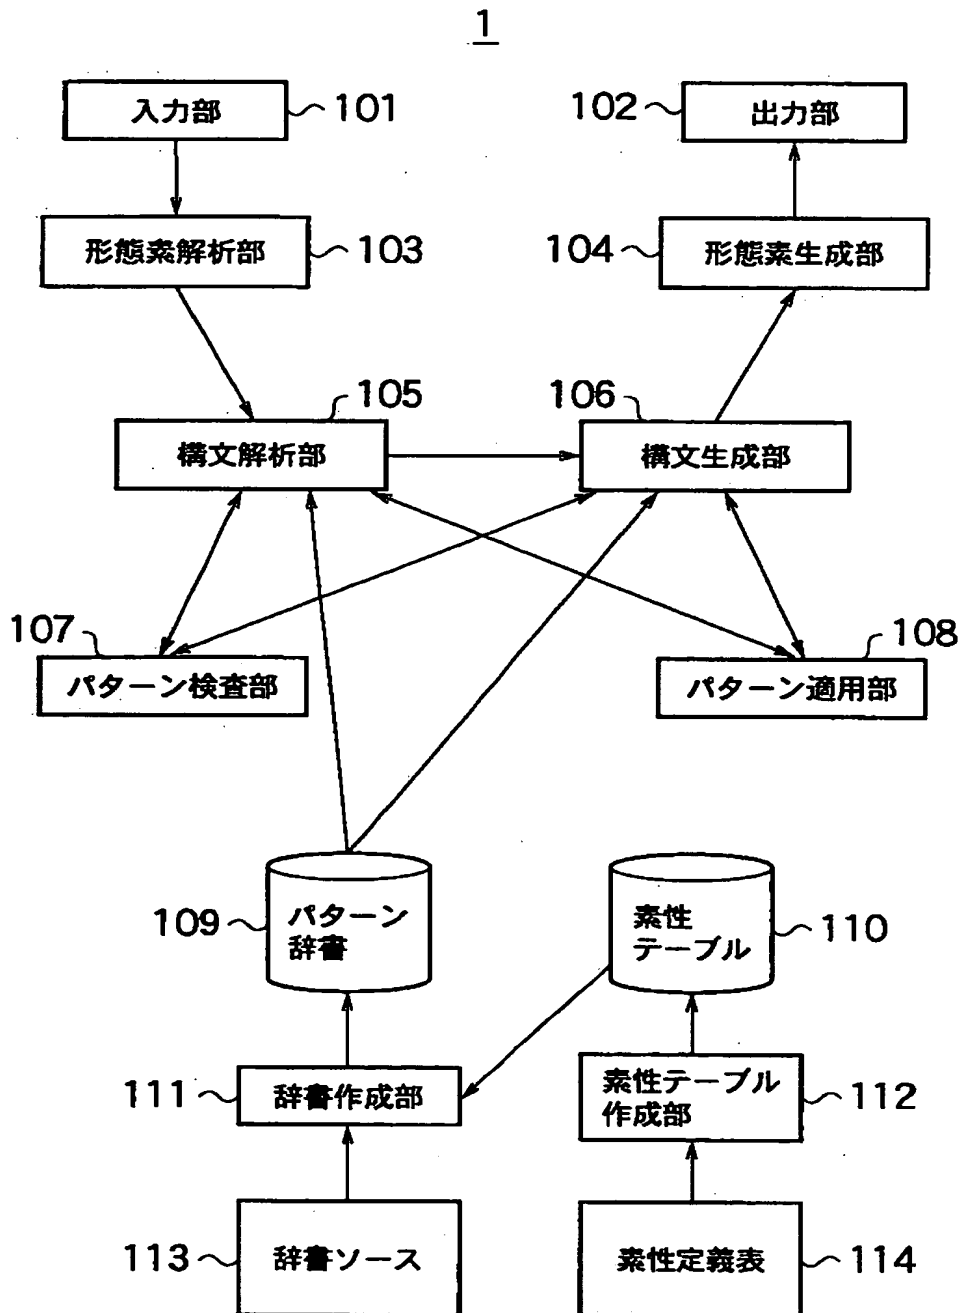 1
入力部 101
102 出力部
形態素解析部 103
104 形態素生成部
105
構文解析部
106
構文生成部
107
パターン検査部
108
パターン適用部
109 パターン
辞書
素性 110
テーブル
111 辞書作成部
素性テーブル 112
作成部
113 辞書ソース
素性定義表 114